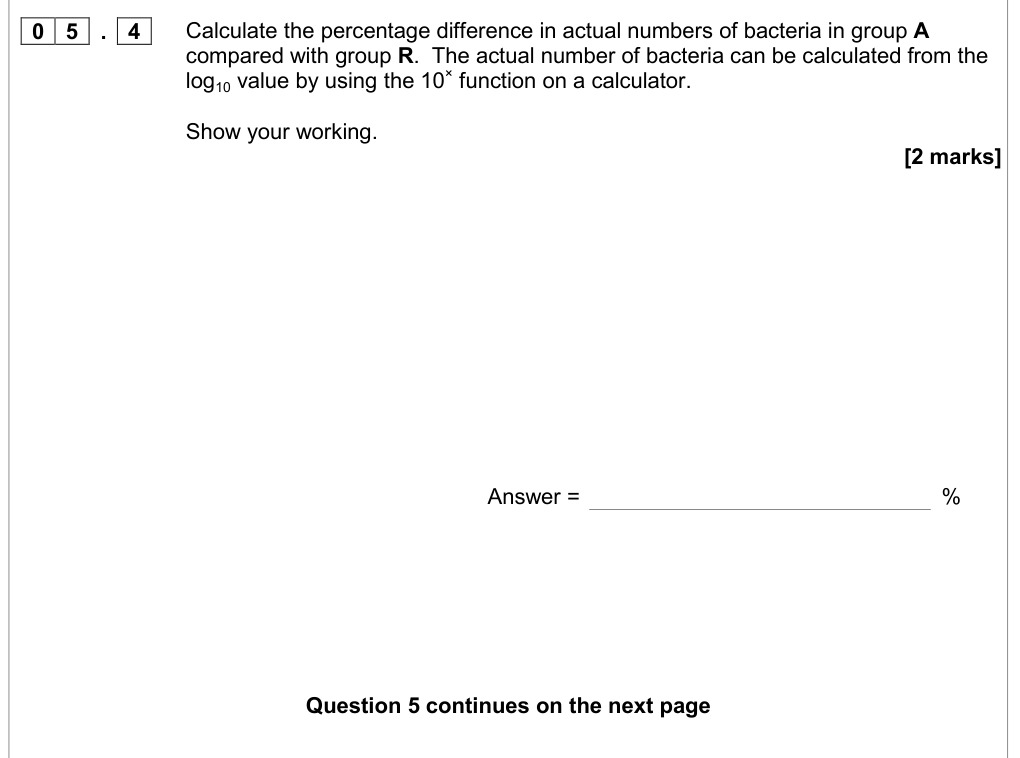 0 5 . 4 Calculate the percentage difference in actual numbers of bacteria in group A
compared with group R. The actual number of bacteria can be calculated from the
log₁₀ value by using the 10ˣ function on a calculator.
Show your working.
[2 marks]
Answer = %
Question 5 continues on the next page